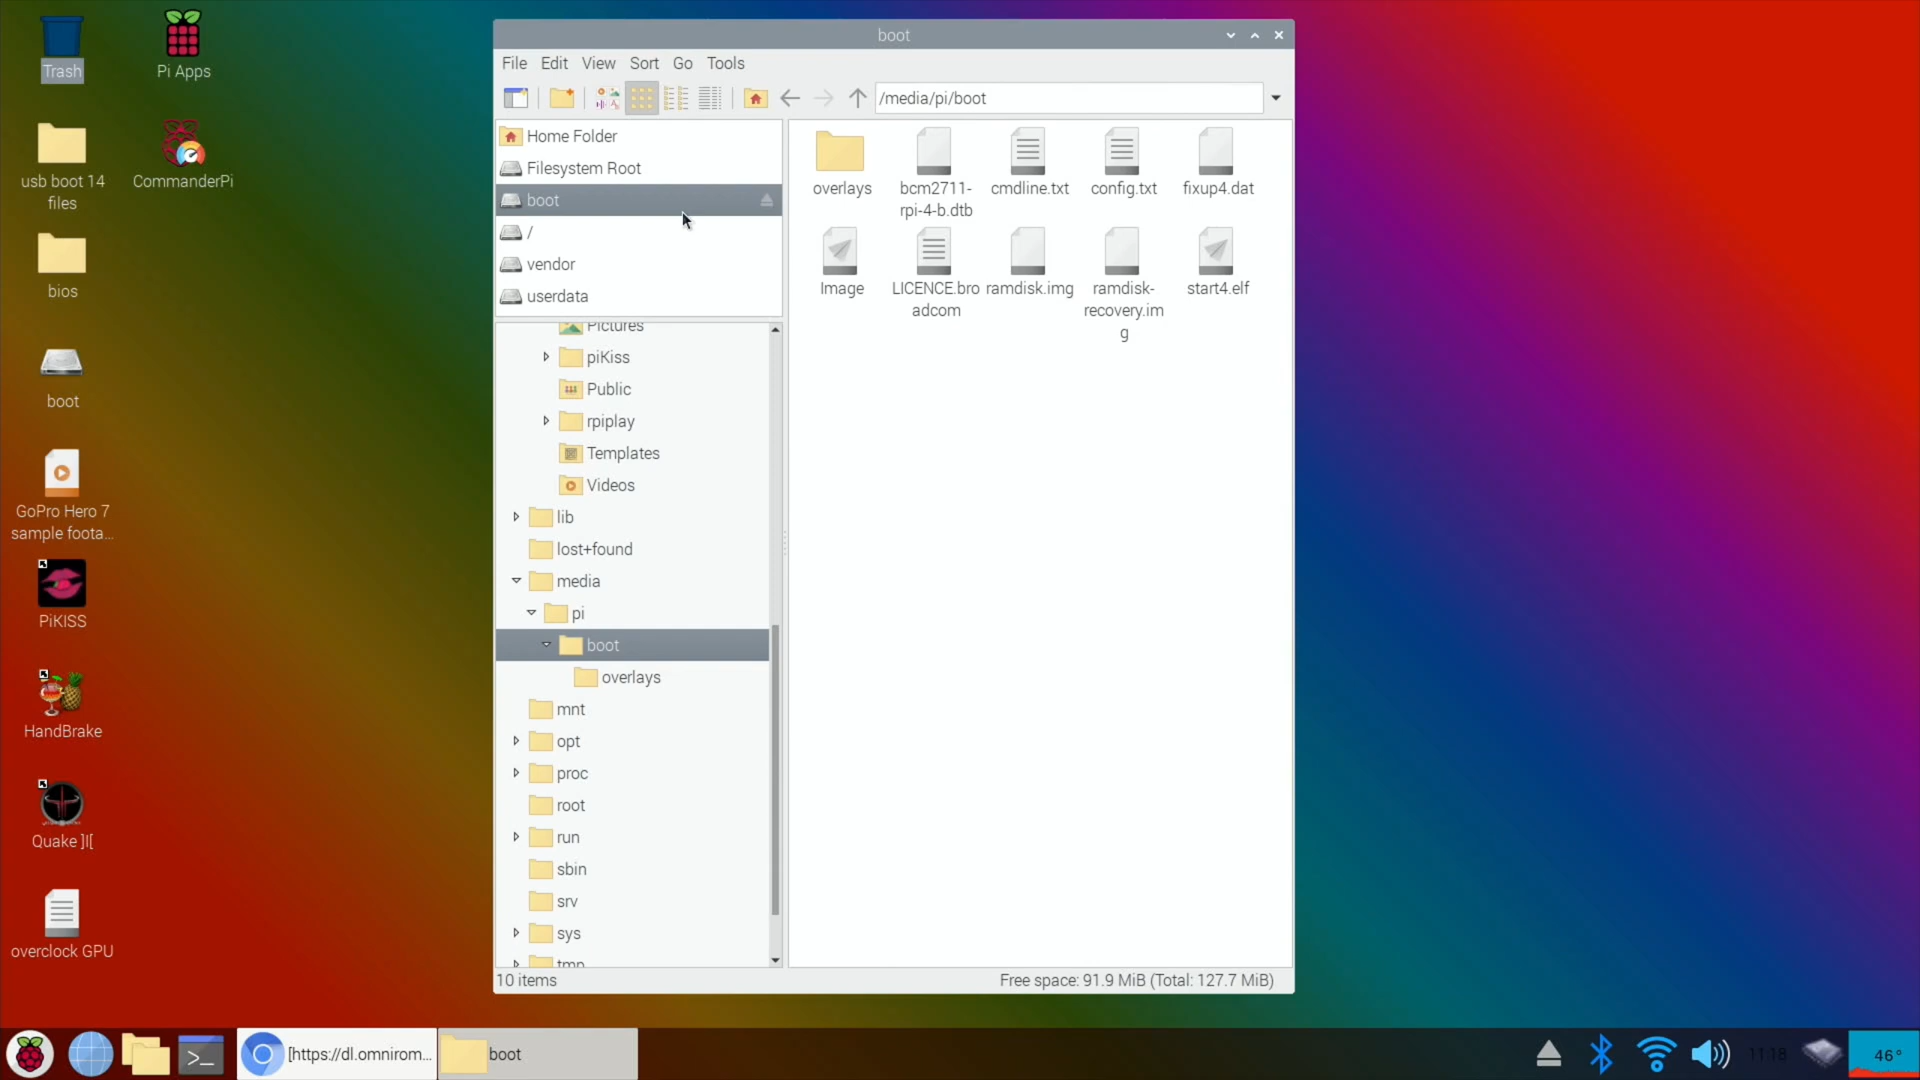 Trash
Pi Apps
usb boot 14
files
CommanderPi
bios
boot
GoPro Hero 7
sample foota...
PiKISS
HandBrake
Quake ]I[
overclock GPU
boot
File Edit View Sort Go Tools
/media/pi/boot
Home Folder
Filesystem Root
boot
/
vendor
userdata
Pictures
piKiss
Public
rpiplay
Templates
Videos
lib
lost+found
media
pi
boot
overlays
mnt
opt
proc
root
run
sbin
srv
sys
tmp
overlays
bcm2711-
rpi-4-b.dtb
cmdline.txt
config.txt
fixup4.dat
Image
LICENCE.bro
adcom
ramdisk.img
ramdisk-
recovery.im
g
start4.elf
10 items
Free space: 91.9 MiB (Total: 127.7 MiB)
[https://dl.omnirom...
boot
11:18
46°